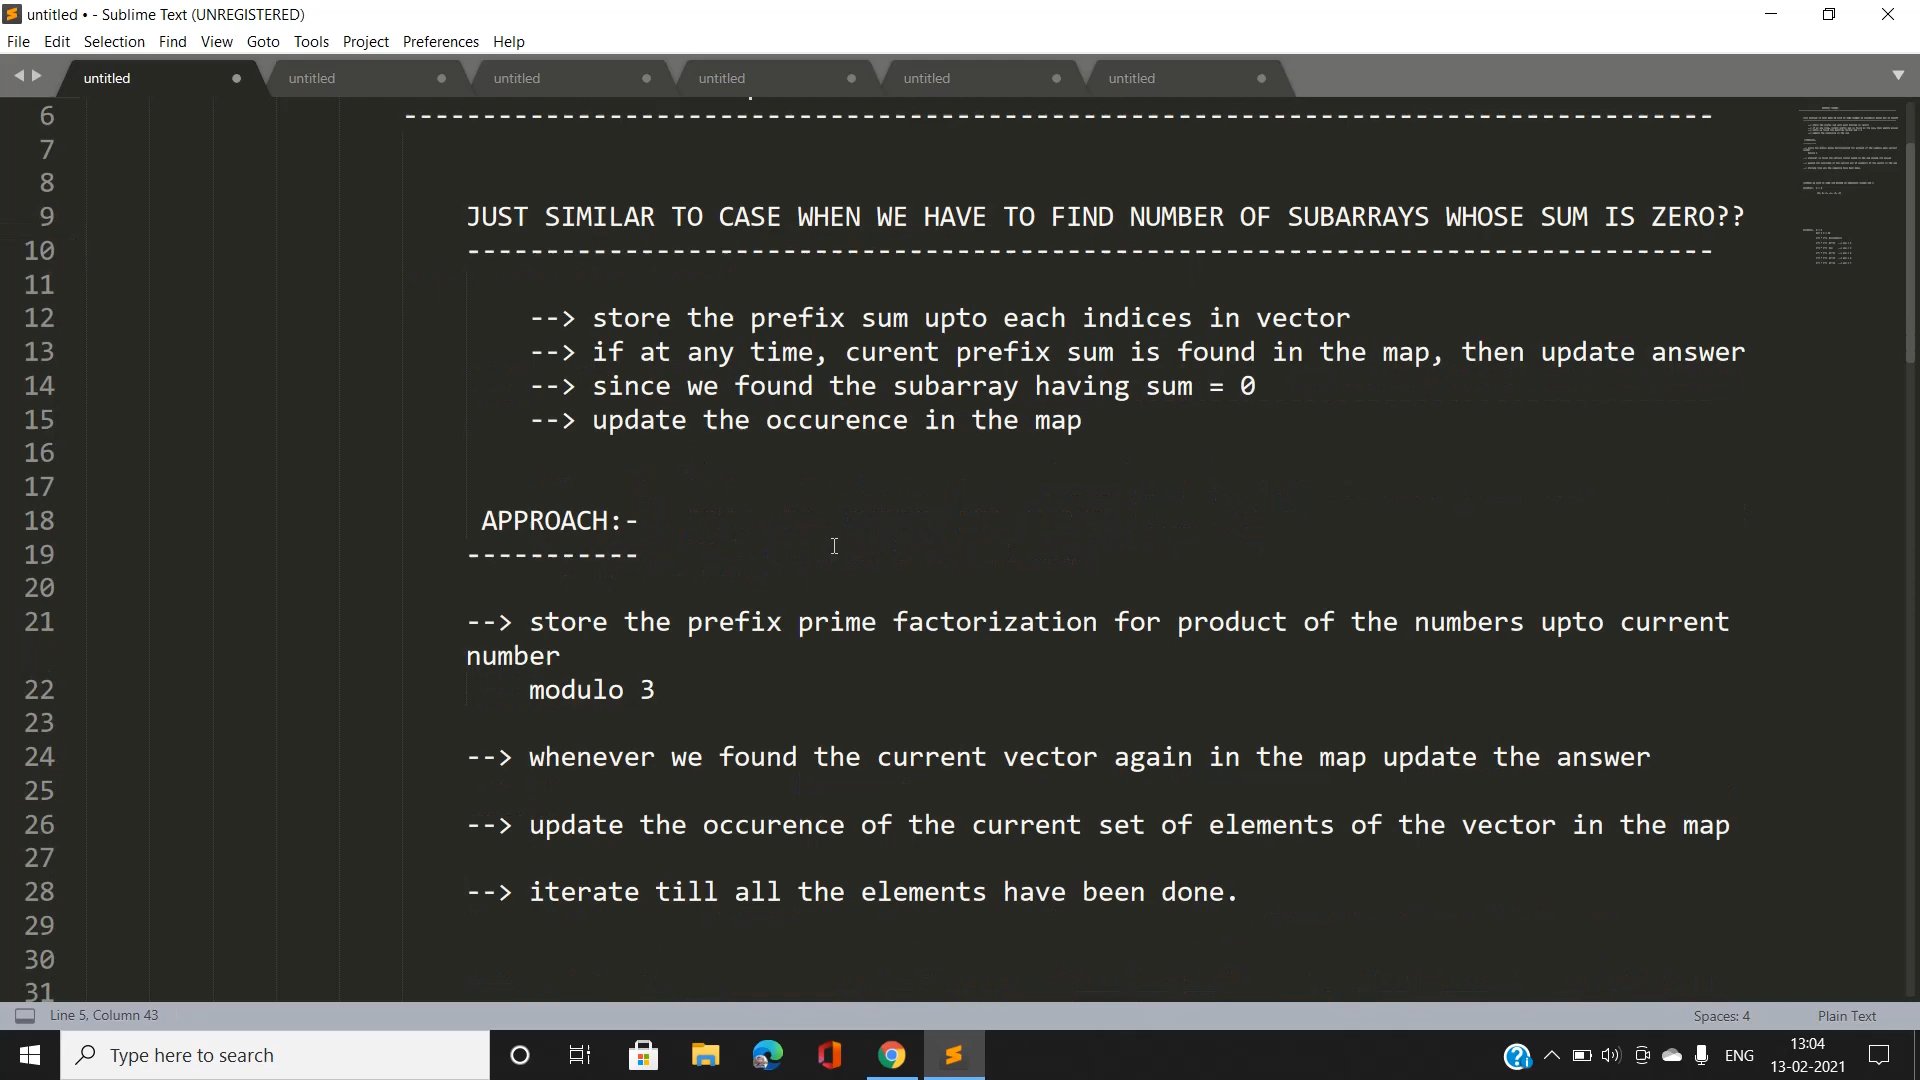 untitled • - Sublime Text (UNREGISTERED)
File Edit Selection Find View Goto Tools Project Preferences Help
untitled untitled untitled untitled untitled untitled
6 -----------------------------------------------------------------------------------
7
8
9 JUST SIMILAR TO CASE WHEN WE HAVE TO FIND NUMBER OF SUBARRAYS WHOSE SUM IS ZERO??
10 -------------------------------------------------------------------------------
11
12 --> store the prefix sum upto each indices in vector
13 --> if at any time, curent prefix sum is found in the map, then update answer
14 --> since we found the subarray having sum = 0
15 --> update the occurence in the map
16
17
18 APPROACH:-
19 -----------
20
21 --> store the prefix prime factorization for product of the numbers upto current
number
22 modulo 3
23
24 --> whenever we found the current vector again in the map update the answer
25
26 --> update the occurence of the current set of elements of the vector in the map
27
28 --> iterate till all the elements have been done.
29
30
31
Line 5, Column 43 Spaces: 4 Plain Text
Type here to search ENG 13:04
13-02-2021